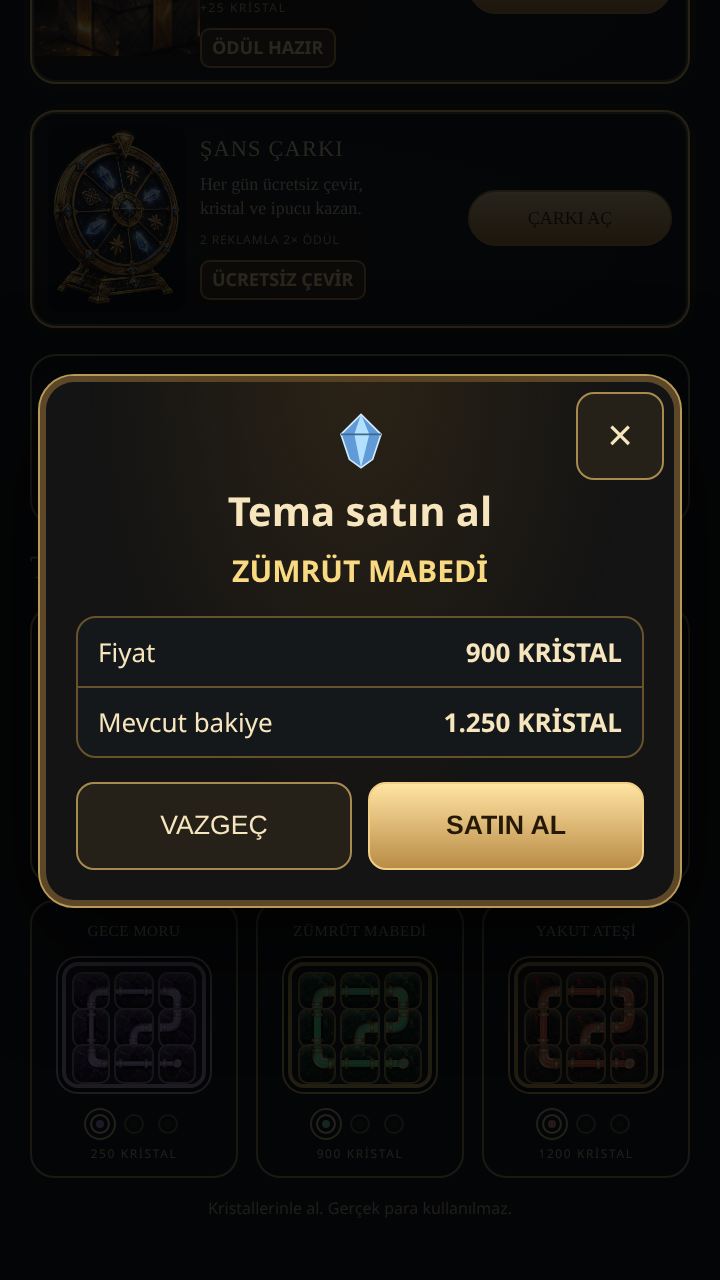 +25 KRİSTAL
ÖDÜL HAZIR
ŞANS ÇARKI
Her gün ücretsiz çevir,
kristal ve ipucu kazan.
2 REKLAMLA 2× ÖDÜL
ÜCRETSİZ ÇEVİR
ÇARKI AÇ
✕
Tema satın al
ZÜMRÜT MABEDİ
Fiyat 900 KRİSTAL
Mevcut bakiye 1.250 KRİSTAL
VAZGEÇ SATIN AL
GECE MORU ZÜMRÜT MABEDİ YAKUT ATEŞİ
250 KRİSTAL 900 KRİSTAL 1200 KRİSTAL
Kristallerinle al. Gerçek para kullanılmaz.